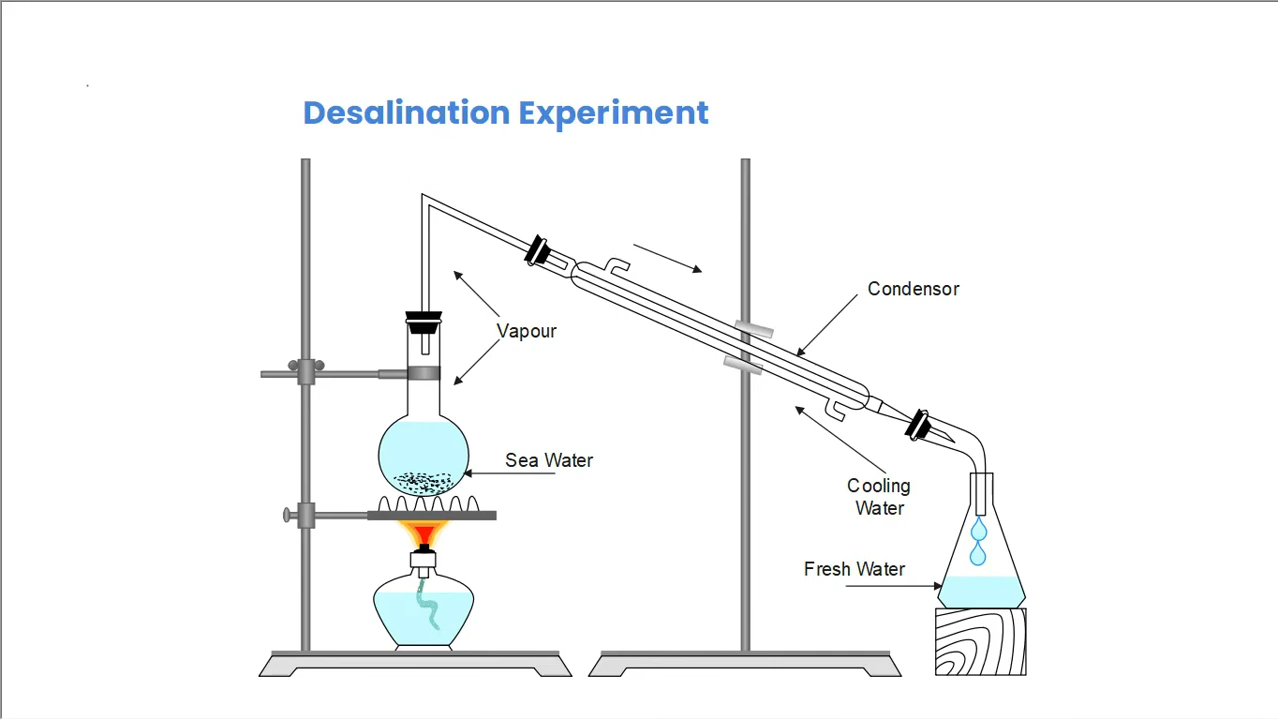 Desalination Experiment
Condensor
Vapour
Sea Water
Cooling
Water
Fresh Water